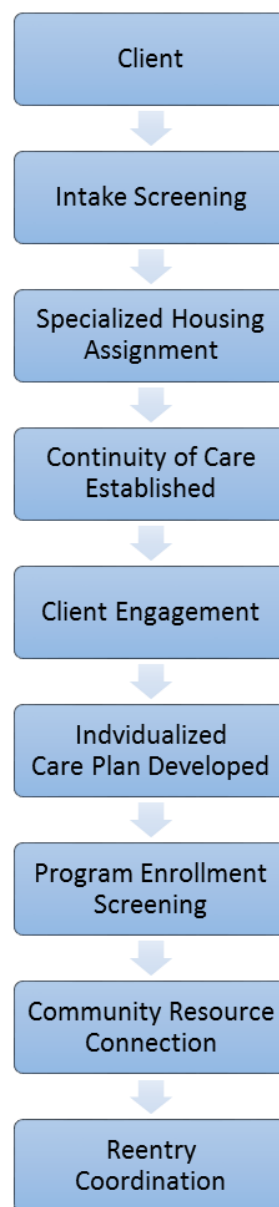 Client
Intake Screening
Specialized Housing
Assignment
Continuity of Care
Established
Client Engagement
Indvidualized
Care Plan Developed
Program Enrollment
Screening
Community Resource
Connection
Reentry
Coordination